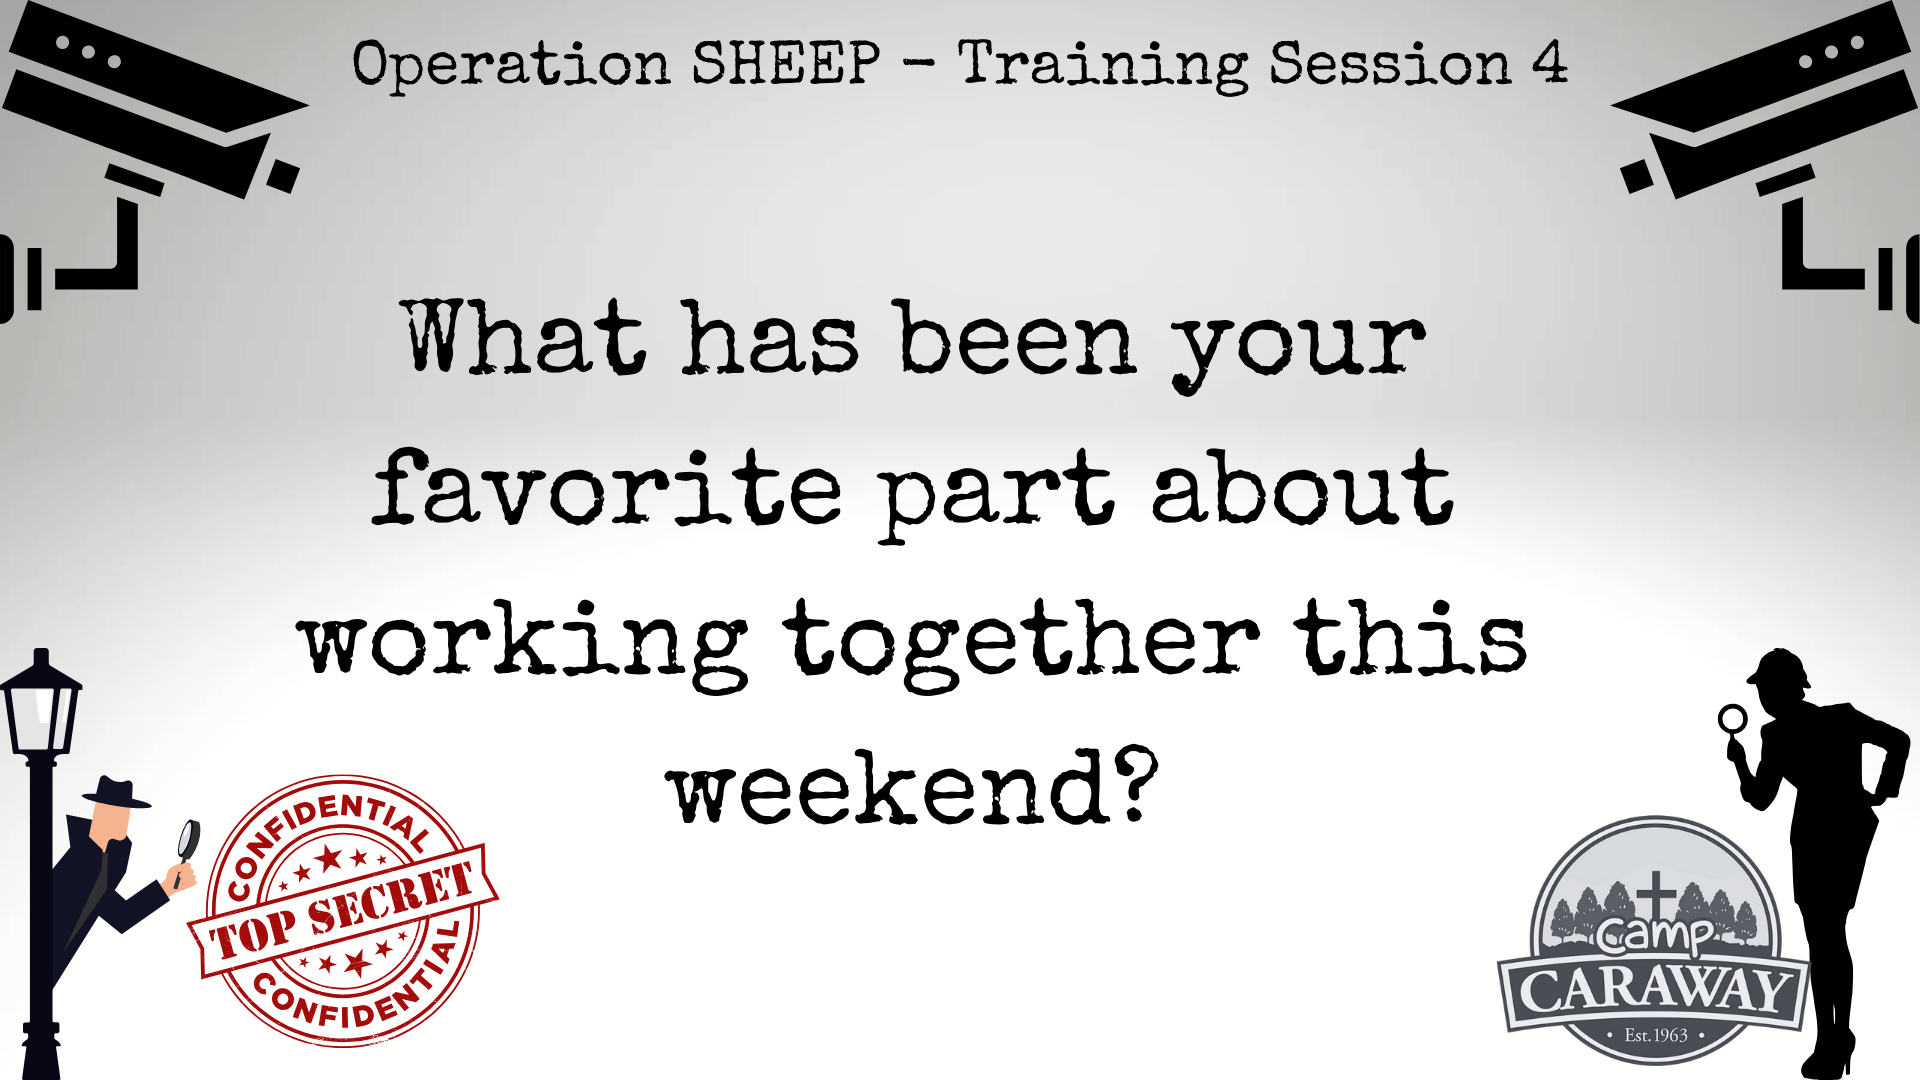 Operation SHEEP - Training Session 4
What has been your
favorite part about
working together this
weekend?
CONFIDENTIAL
TOP SECRET
CONFIDENTIAL
Camp
CARAWAY
• Est.1963 •